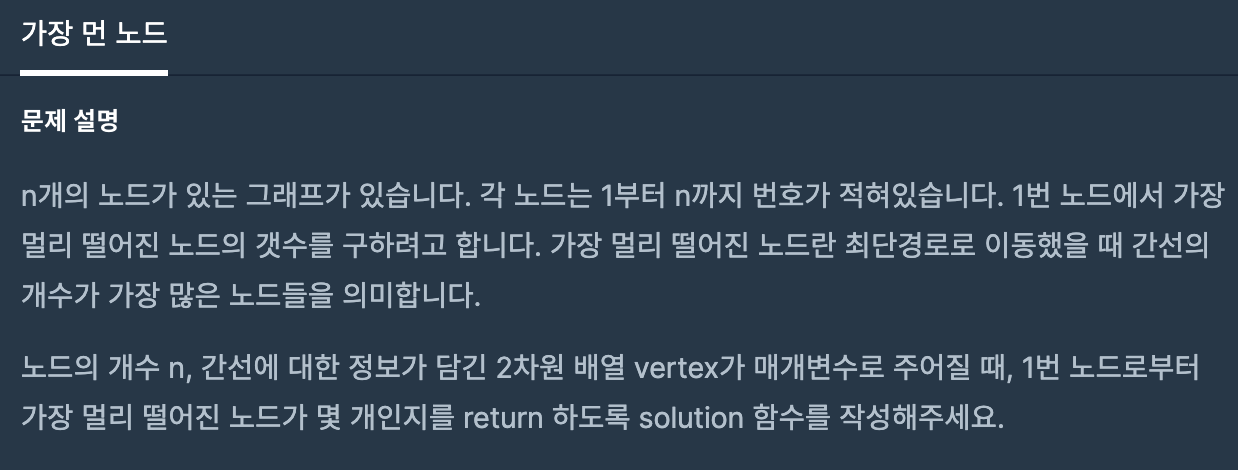 가장 먼 노드
문제 설명
n개의 노드가 있는 그래프가 있습니다. 각 노드는 1부터 n까지 번호가 적혀있습니다. 1번 노드에서 가장
멀리 떨어진 노드의 갯수를 구하려고 합니다. 가장 멀리 떨어진 노드란 최단경로로 이동했을 때 간선의
개수가 가장 많은 노드들을 의미합니다.
노드의 개수 n, 간선에 대한 정보가 담긴 2차원 배열 vertex가 매개변수로 주어질 때, 1번 노드로부터
가장 멀리 떨어진 노드가 몇 개인지를 return 하도록 solution 함수를 작성해주세요.